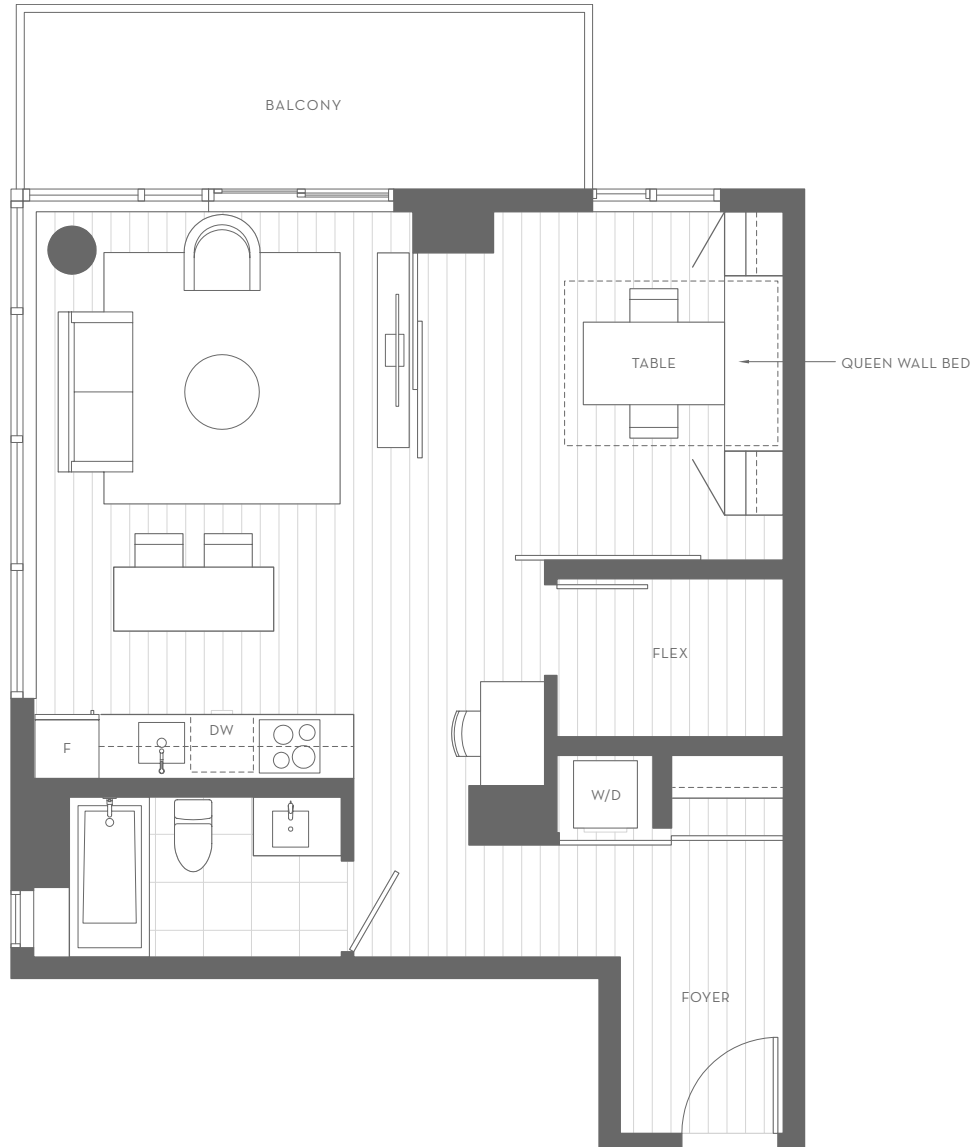 BALCONY
TABLE
QUEEN WALL BED
FLEX
DW
F
W/D
FOYER